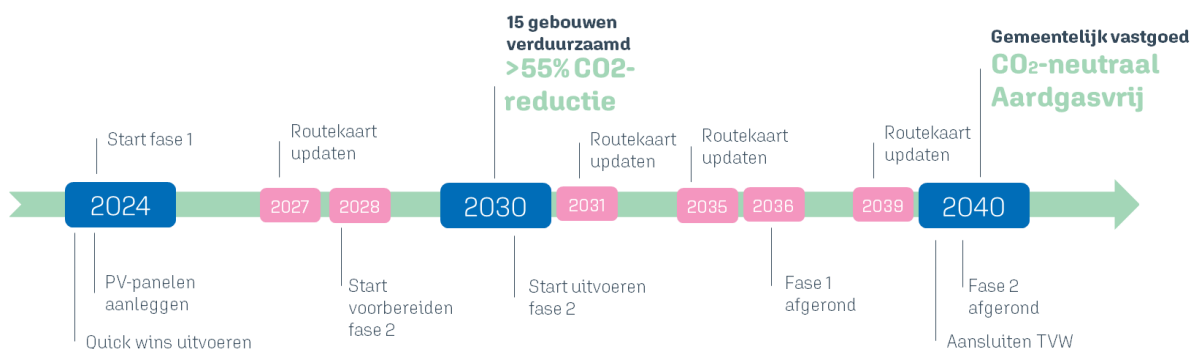 15 gebouwen
verduurzaamd
>55% CO2-
reductie
Gemeentelijk vastgoed
CO₂-neutraal
Aardgasvrij
Start fase 1
Routekaart
updaten
Routekaart
updaten
Routekaart
updaten
Routekaart
updaten
2024
2027
2028
2030
2031
2035
2036
2039
2040
PV-panelen
aanleggen
Quick wins uitvoeren
Start
voorbereiden
fase 2
Start uitvoeren
fase 2
Fase 1
afgerond
Fase 2
afgerond
Aansluiten TVW